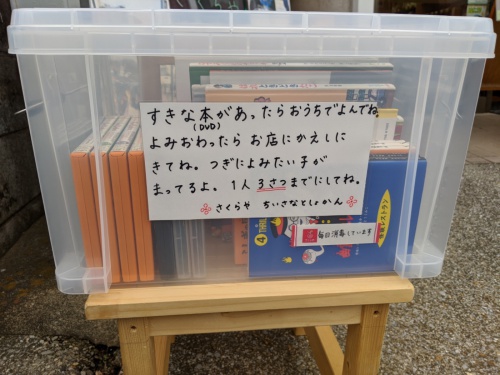 すきな本があったらおうちでよんでね。
(DVD)
よみおわったら お店にかえしに
きてね。つぎによみたい子が
まってるよ。1人 3さつまでにしてね。
さくらや ちいさなとしょかん
毎日消毒しています
4